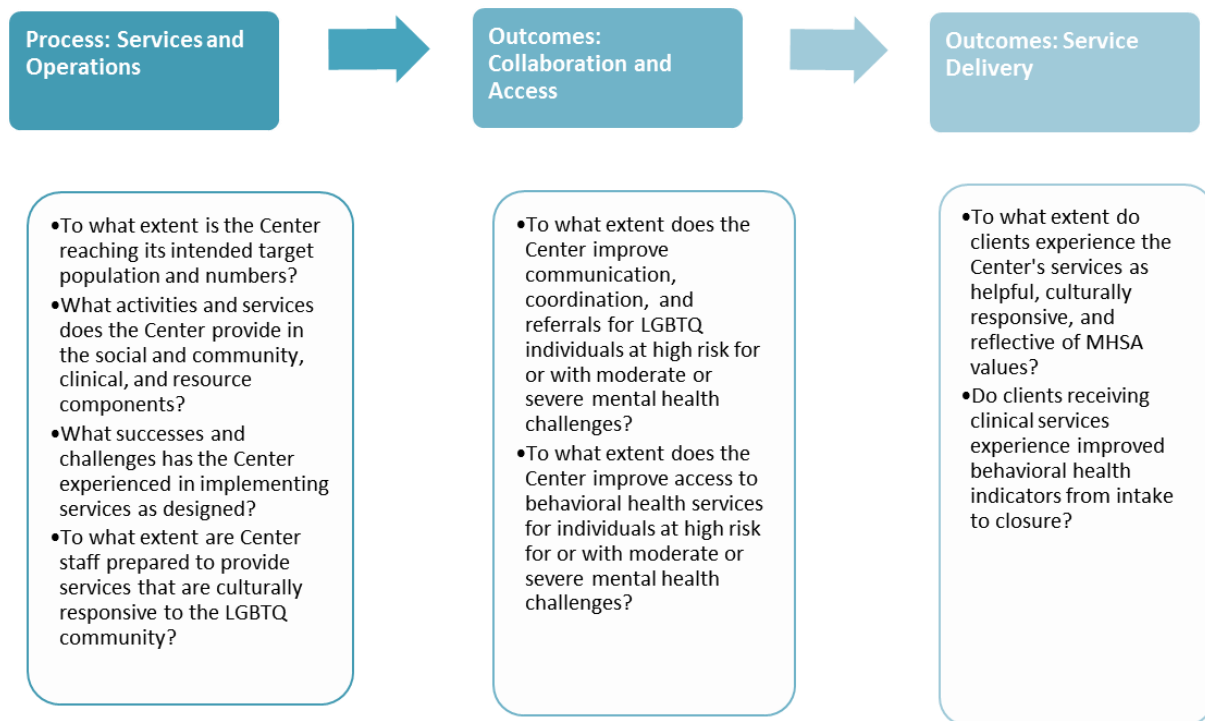 Process: Services and
Operations
Outcomes:
Collaboration and
Access
Outcomes: Service
Delivery
•To what extent is the Center
reaching its intended target
population and numbers?
•What activities and services
does the Center provide in
the social and community,
clinical, and resource
components?
•What successes and
challenges has the Center
experienced in implementing
services as designed?
•To what extent are Center
staff prepared to provide
services that are culturally
responsive to the LGBTQ
community?
•To what extent does the
Center improve
communication,
coordination, and
referrals for LGBTQ
individuals at high risk for
or with moderate or
severe mental health
challenges?
•To what extent does the
Center improve access to
behavioral health services
for individuals at high risk
for or with moderate or
severe mental health
challenges?
•To what extent do
clients experience the
Center's services as
helpful, culturally
responsive, and
reflective of MHSA
values?
•Do clients receiving
clinical services
experience improved
behavioral health
indicators from intake
to closure?